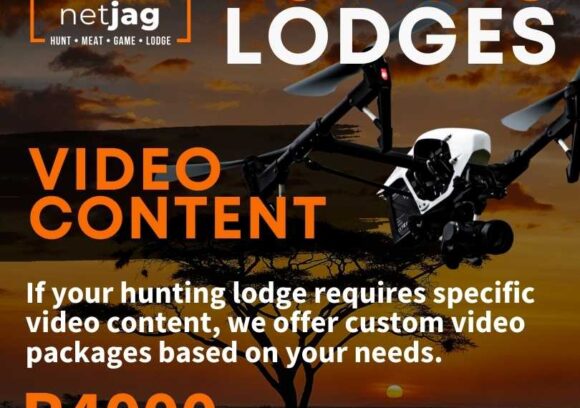 netjag
HUNT • MEAT • GAME • LODGE
LODGES
VIDEO
CONTENT
If your hunting lodge requires specific
video content, we offer custom video
packages based on your needs.
R4000